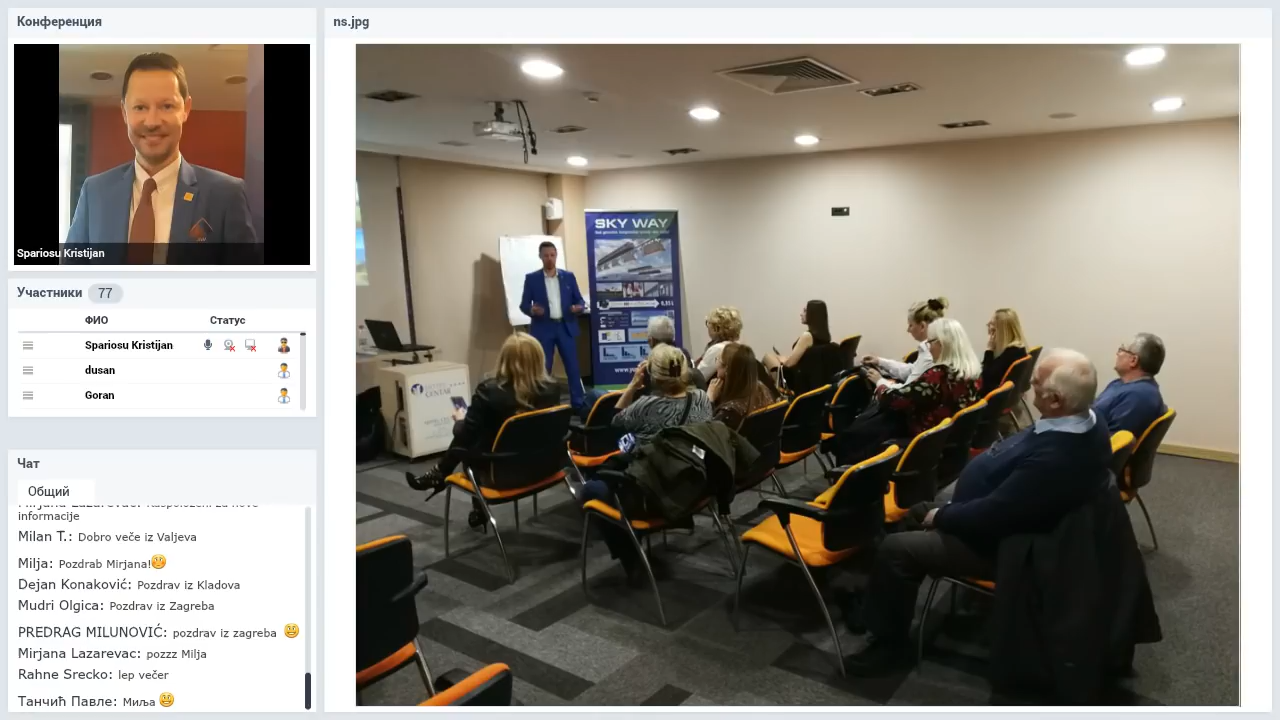 Конференция
Spariosu Kristijan
Участники 77
ФИО Статус
Spariosu Kristijan
dusan
Goran
Чат
Общий
informacije
Milan T.: Dobro veče iz Valjeva
Milja: Pozdrab Mirjana!
Dejan Konaković: Pozdrav iz Kladova
Mudri Olgica: Pozdrav iz Zagreba
PREDRAG MILUNOVIĆ: pozdrav iz zagreba
Mirjana Lazarevac: pozzz Milja
Rahne Srecko: lep večer
Танчић Павле: Миља
ns.jpg
SKY WAY
CENTAR